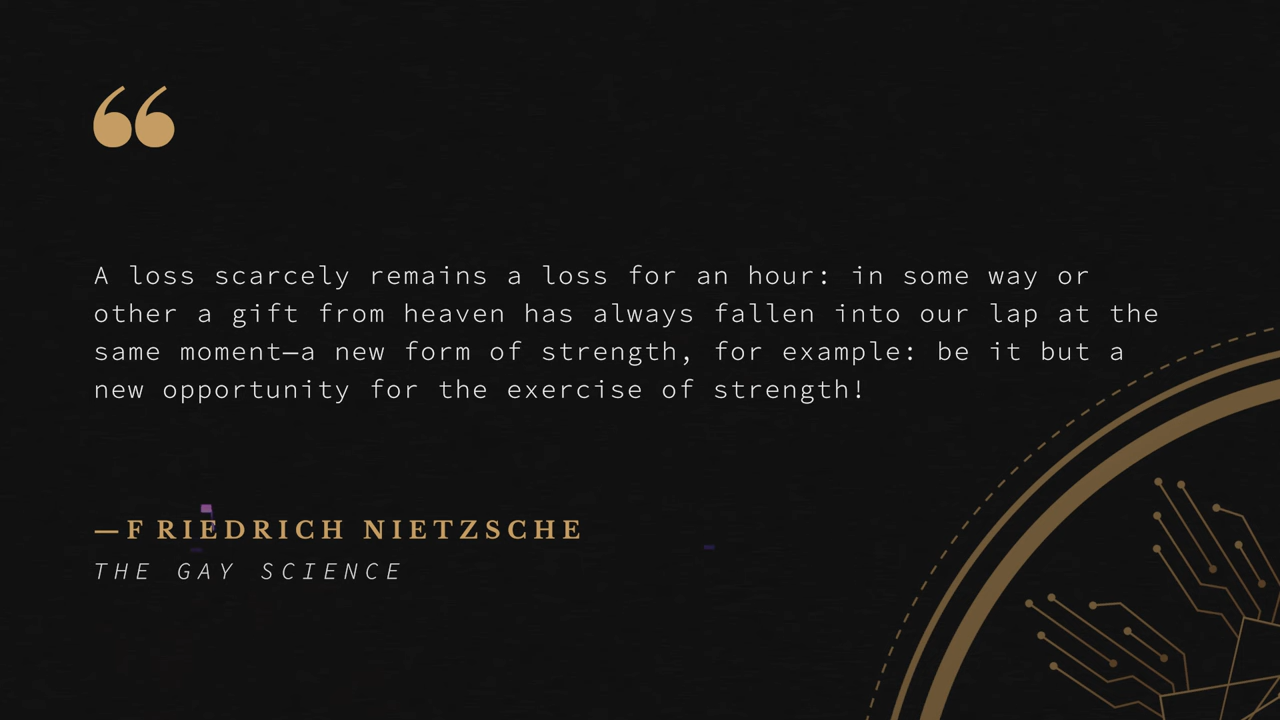 “
A loss scarcely remains a loss for an hour: in some way or
other a gift from heaven has always fallen into our lap at the
same moment—a new form of strength, for example: be it but a
new opportunity for the exercise of strength!
—FRIEDRICH NIETZSCHE
THE GAY SCIENCE